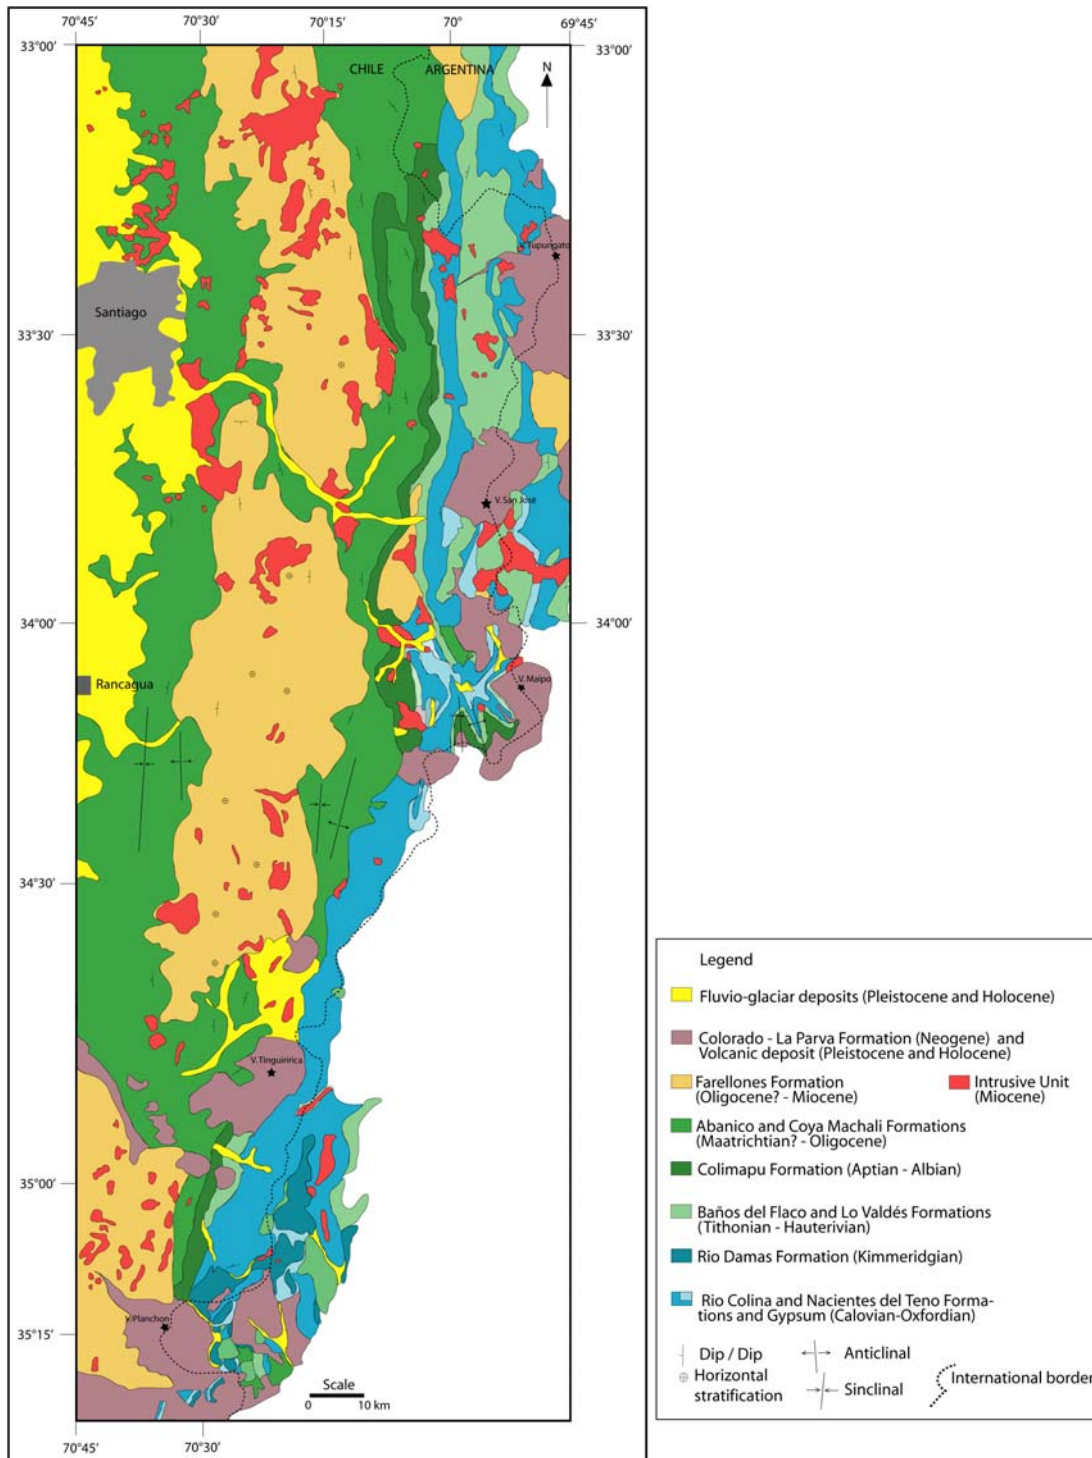 70°45'
70°30'
70°15'
70°
69°45'
33°00'
33°00'
CHILE
ARGENTINA
N
V. Tupungato
Santiago
33°30'
33°30'
V. San José
34°00'
34°00'
Rancagua
V. Maipo
34°30'
V. Tinguiririca
35°00'
V. Planchon
35°15'
Scale
0 10 km
70°45'
70°30'
Legend
Fluvio-glaciar deposits (Pleistocene and Holocene)
Colorado - La Parva Formation (Neogene) and
Volcanic deposit (Pleistocene and Holocene)
Farellones Formation
(Oligocene? - Miocene)
Intrusive Unit
(Miocene)
Abanico and Coya Machali Formations
(Maatrichtian? - Oligocene)
Colimapu Formation (Aptian - Albian)
Baños del Flaco and Lo Valdés Formations
(Tithonian - Hauterivian)
Rio Damas Formation (Kimmeridgian)
Rio Colina and Nacientes del Teno Forma-
tions and Gypsum (Calovian-Oxfordian)
Dip / Dip
Horizontal
stratification
Anticlinal
Sinclinal
International border